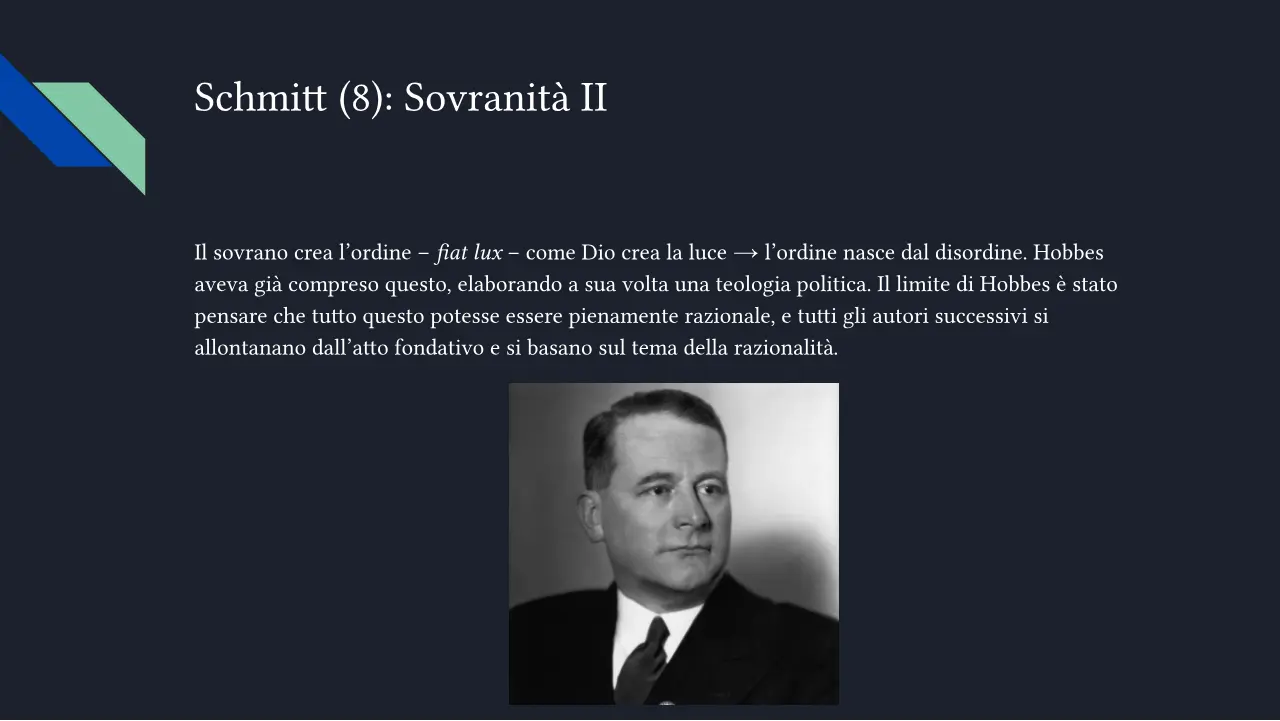 Schmitt (8): Sovranità II
Il sovrano crea l’ordine – fiat lux – come Dio crea la luce ⟶ l’ordine nasce dal disordine. Hobbes
aveva già compreso questo, elaborando a sua volta una teologia politica. Il limite di Hobbes è stato
pensare che tutto questo potesse essere pienamente razionale, e tutti gli autori successivi si
allontanano dall’atto fondativo e si basano sul tema della razionalità.